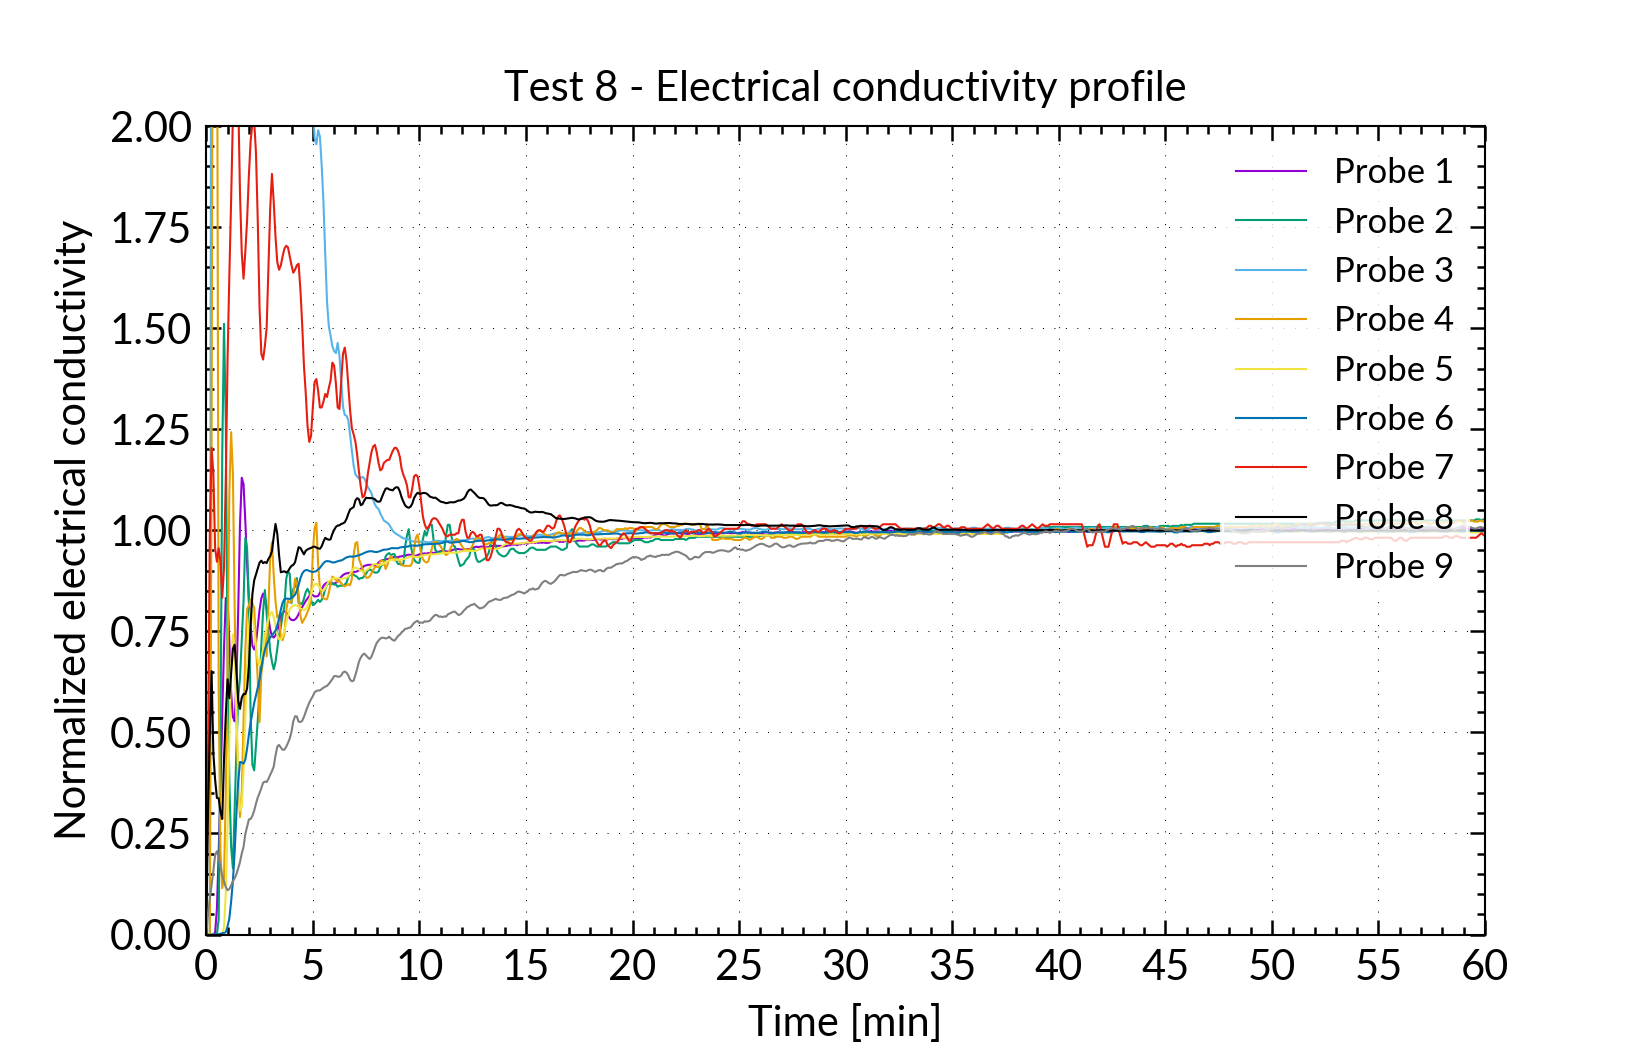 Test 8 - Electrical conductivity profile
Normalized electrical conductivity
2.00
1.75
1.50
1.25
1.00
0.75
0.50
0.25
0.00
Probe 1
Probe 2
Probe 3
Probe 4
Probe 5
Probe 6
Probe 7
Probe 8
Probe 9
0 5 10 15 20 25 30 35 40 45 50 55 60
Time [min]